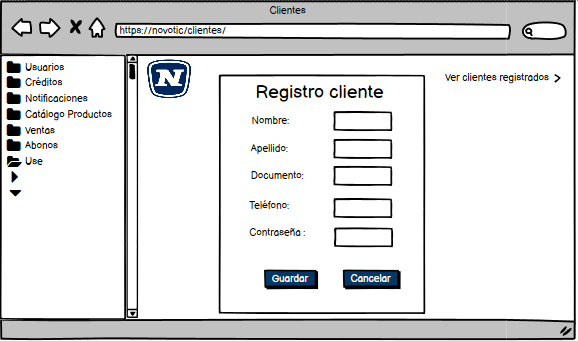 Clientes
https://novotic/clientes/
Usuarios
Créditos
Notificaciones
Catálogo Productos
Ventas
Abonos
Use
N
Ver clientes registrados
Registro cliente
Nombre:
Apellido:
Documento:
Teléfono:
Contraseña :
Guardar Cancelar